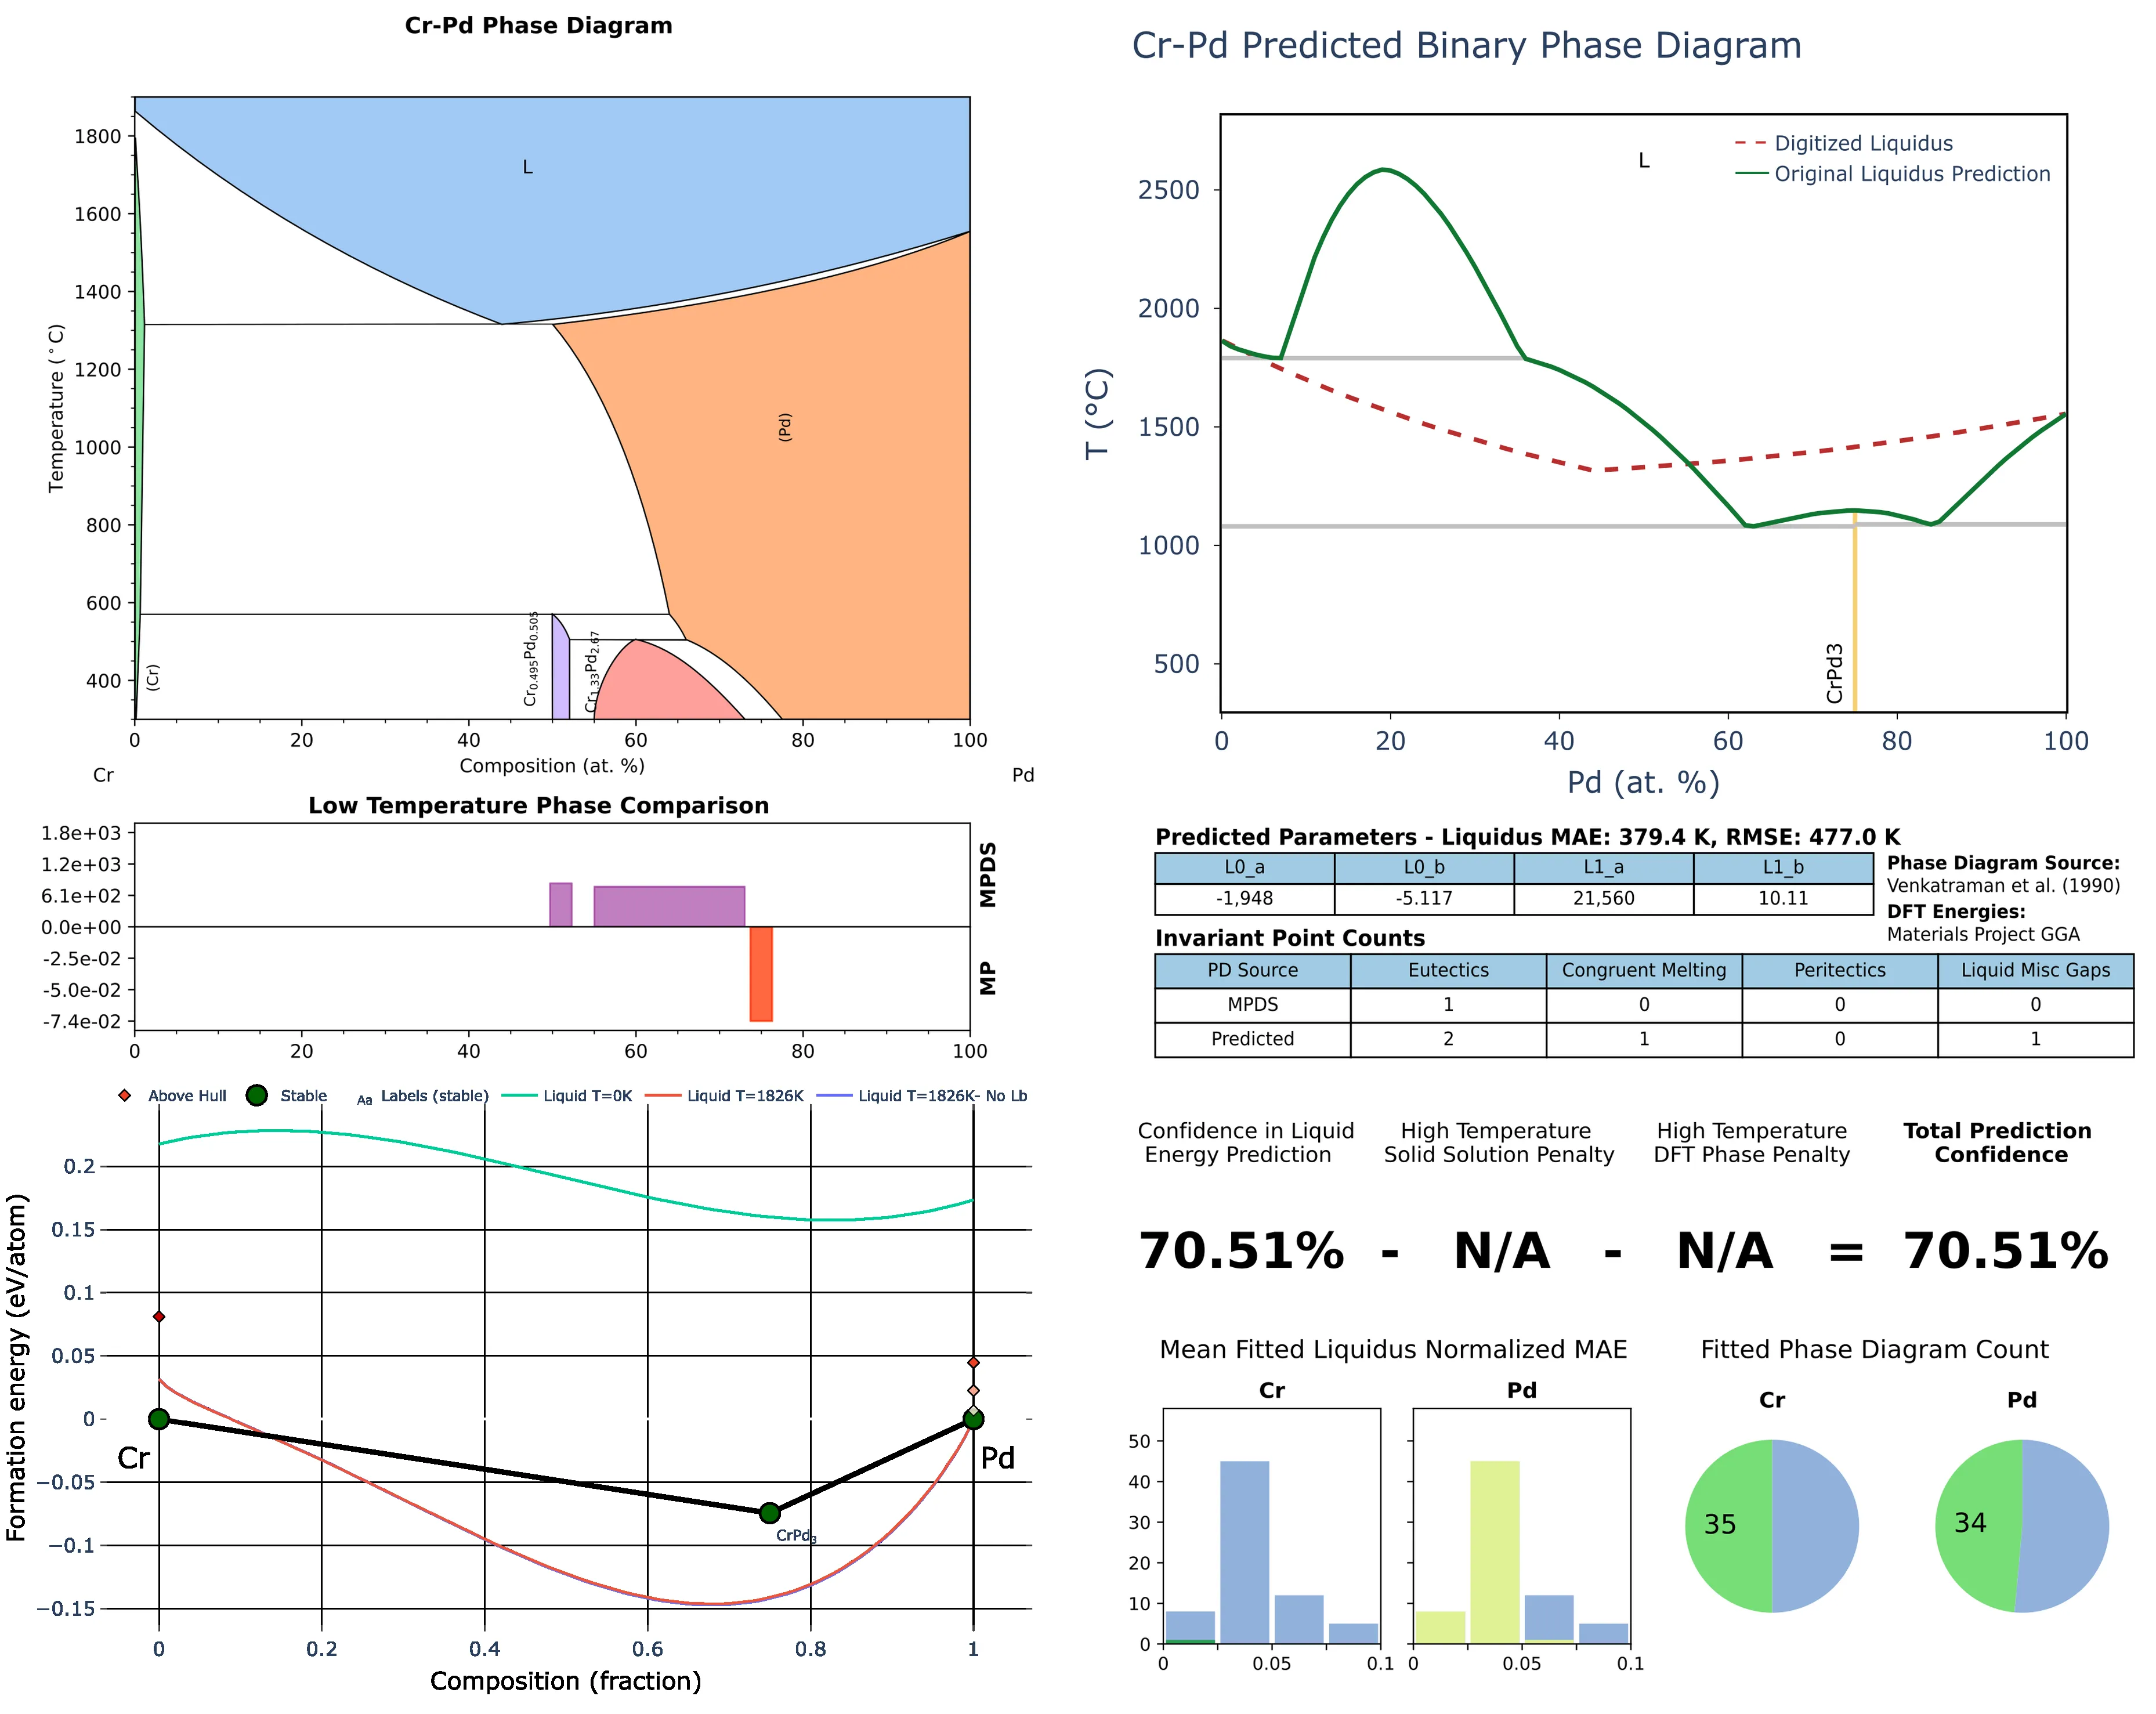 Cr-Pd Phase Diagram
1800
1600
1400
1200
1000
800
600
400
Temperature (°C)
L
(Pd)
(Cr)
Cr0.495Pd0.505
Cr1.33Pd2.67
0 20 40 60 80 100
Composition (at. %)
Cr Pd
Low Temperature Phase Comparison
1.8e+03
1.2e+03
6.1e+02
0.0e+00
-2.5e-02
-5.0e-02
-7.4e-02
MPDS
MP
0 20 40 60 80 100
Above Hull Stable Aa Labels (stable) Liquid T=0K Liquid T=1826K Liquid T=1826K- No Lb
0.2
0.15
0.1
0.05
0
−0.05
−0.1
−0.15
Formation energy (eV/atom)
Cr
Pd
CrPd3
0 0.2 0.4 0.6 0.8 1
Composition (fraction)
Cr-Pd Predicted Binary Phase Diagram
L
Digitized Liquidus
Original Liquidus Prediction
2500
2000
1500
1000
500
T (°C)
CrPd3
0 20 40 60 80 100
Pd (at. %)
Predicted Parameters - Liquidus MAE: 379.4 K, RMSE: 477.0 K
L0_a L0_b L1_a L1_b
-1,948 -5.117 21,560 10.11
Phase Diagram Source:
Venkatraman et al. (1990)
DFT Energies:
Materials Project GGA
Invariant Point Counts
PD Source Eutectics Congruent Melting Peritectics Liquid Misc Gaps
MPDS 1 0 0 0
Predicted 2 1 0 1
Confidence in Liquid
Energy Prediction
High Temperature
Solid Solution Penalty
High Temperature
DFT Phase Penalty
Total Prediction
Confidence
70.51% - N/A - N/A = 70.51%
Mean Fitted Liquidus Normalized MAE
Cr
Pd
50
40
30
20
10
0
0 0.05 0.1
0 0.05 0.1
Fitted Phase Diagram Count
Cr
Pd
35
34